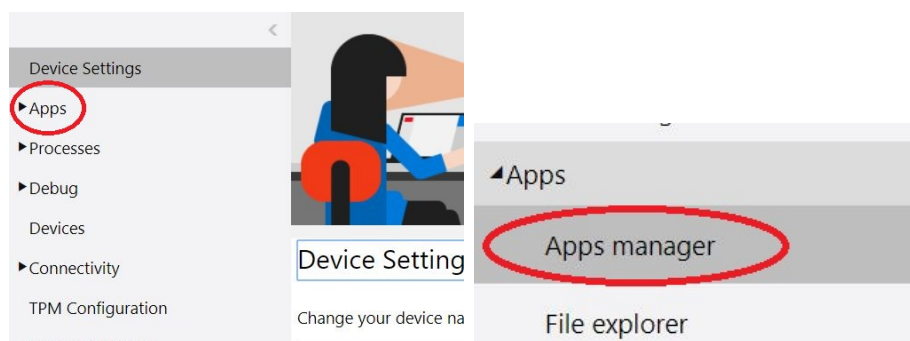 Device Settings
Apps
Processes
Debug
Devices
Connectivity
TPM Configuration
Device Setting
Change your device na
Apps
Apps manager
File explorer